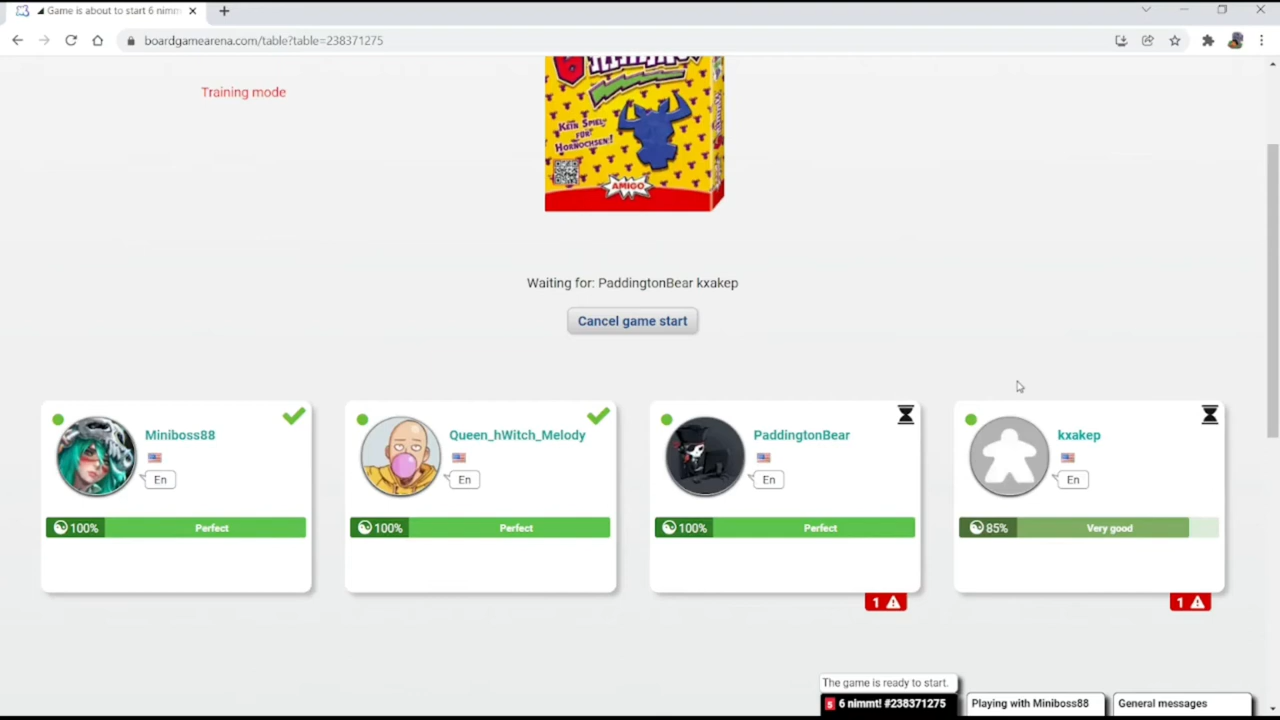 Game is about to start 6 nimm
boardgamearena.com/table?table=238371275
Training mode
KEIN SPIEL
FÜR
HORNOCHSEN!
AMIGO
Waiting for: PaddingtonBear kxakep
Cancel game start
Miniboss88
En
100% Perfect
Queen_hWitch_Melody
En
100% Perfect
PaddingtonBear
En
100% Perfect
1
kxakep
En
85% Very good
1
The game is ready to start.
6 nimmt! #238371275
Playing with Miniboss88
General messages